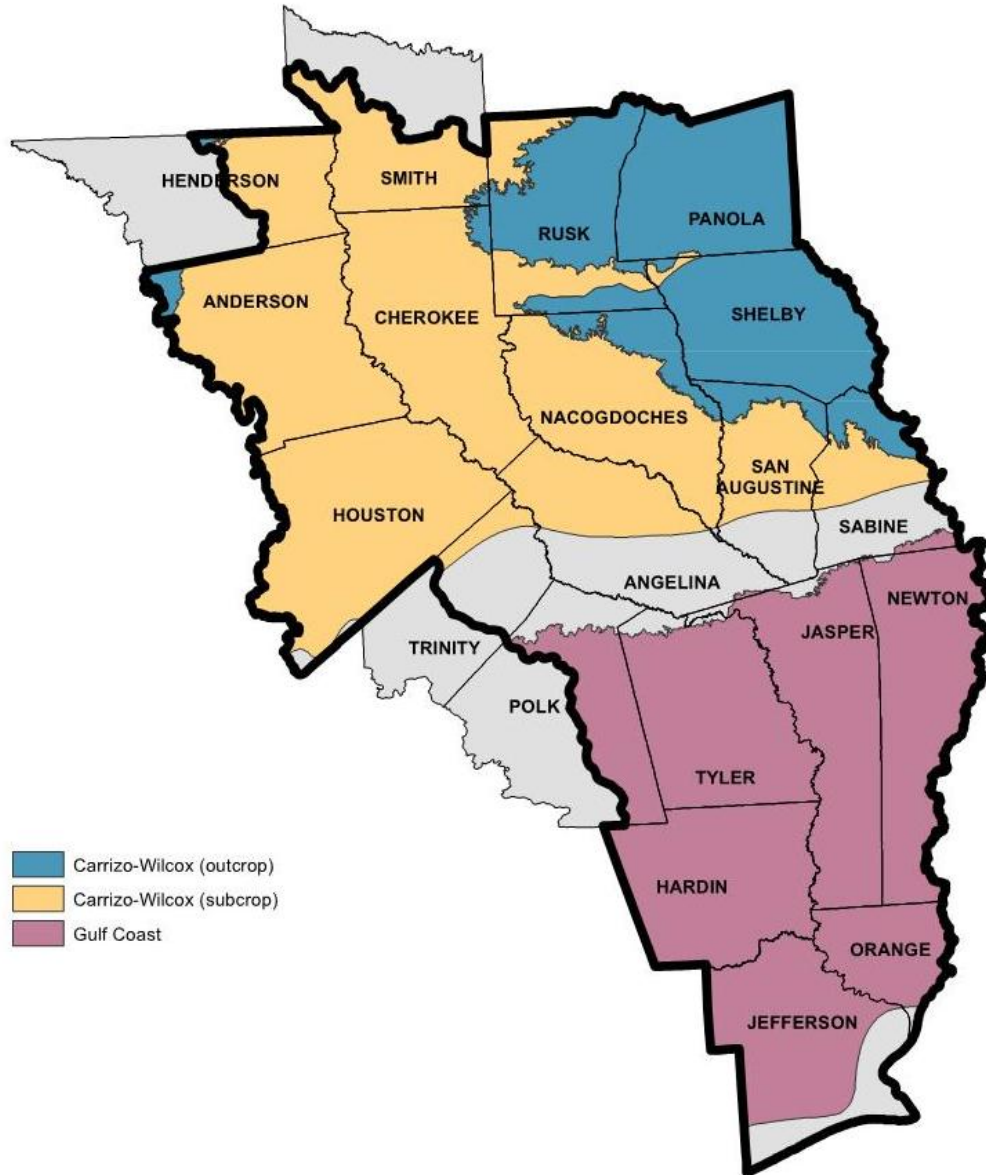 HENDERSON
SMITH
RUSK
PANOLA
ANDERSON
CHEROKEE
SHELBY
NACOGDOCHES
SAN
AUGUSTINE
HOUSTON
SABINE
ANGELINA
NEWTON
JASPER
TRINITY
POLK
TYLER
HARDIN
ORANGE
JEFFERSON
Carrizo-Wilcox (outcrop)
Carrizo-Wilcox (subcrop)
Gulf Coast